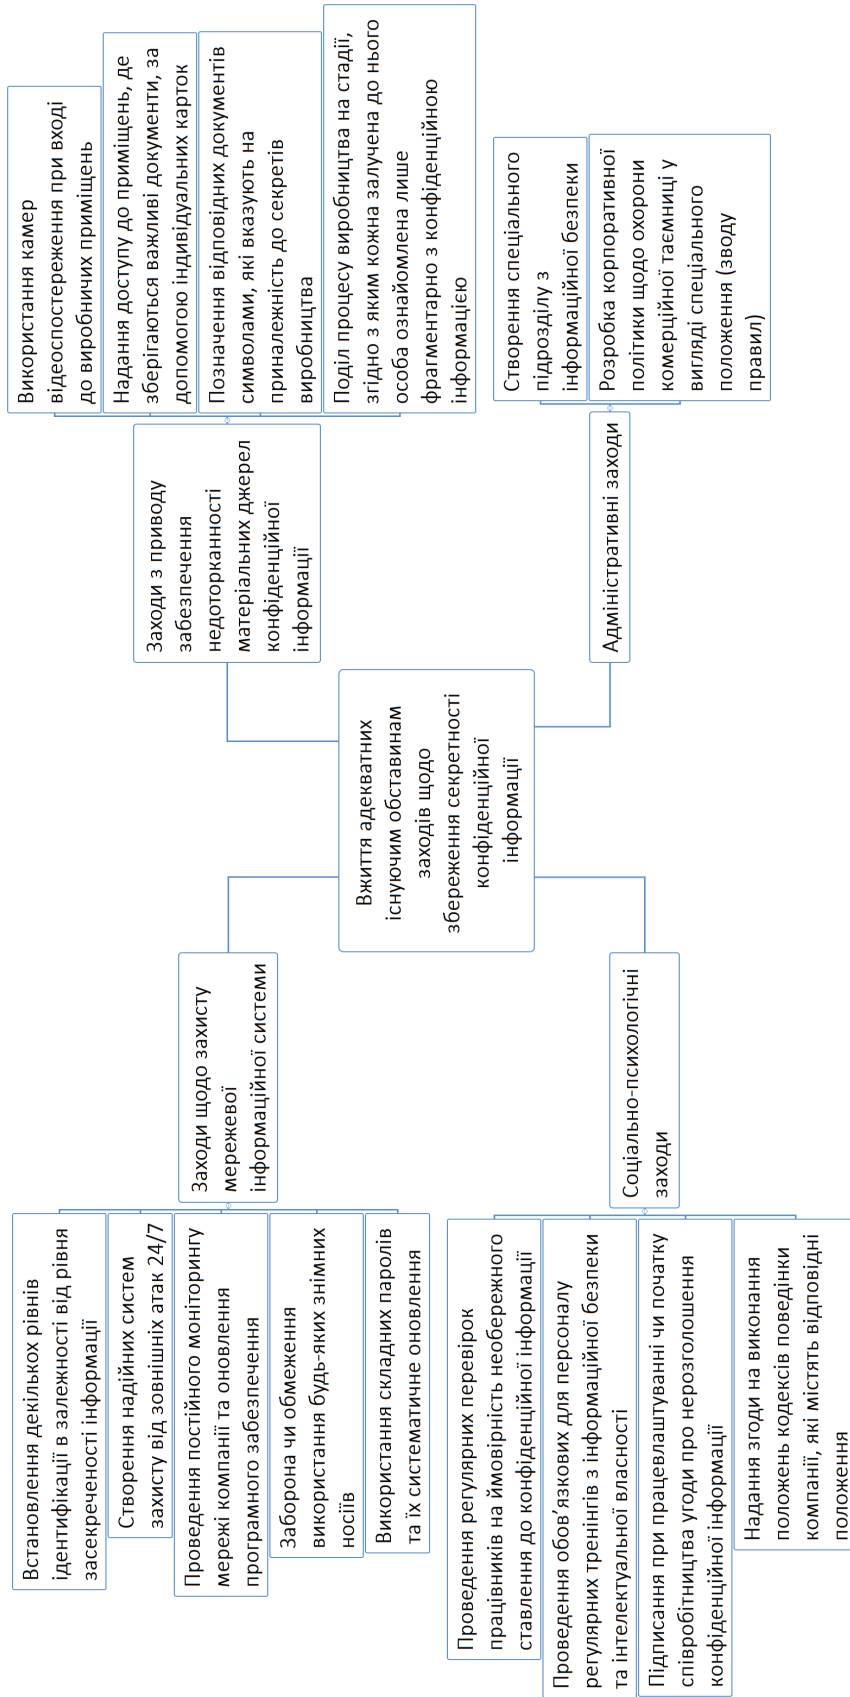 Встановлення декількох рівнів
ідентифікації в залежності від рівня
засекреченості інформації
Створення надійних систем
захисту від зовнішніх атак 24/7
Проведення постійного моніторингу
мережі компанії та оновлення
програмного забезпечення
Заборона чи обмеження
використання будь-яких знімних
носіїв
Використання складних паролів
та їх систематичне оновлення
Заходи щодо захисту
мережевої
інформаційної системи
Проведення регулярних перевірок
працівників на ймовірність необережного
ставлення до конфіденційної інформації
Проведення обов’язкових для персоналу
регулярних тренінгів з інформаційної безпеки
та інтелектуальної власності
Підписання при працевлаштуванні чи початку
співробітництва угоди про нерозголошення
конфіденційної інформації
Надання згоди на виконання
положень кодексів поведінки
компанії, які містять відповідні
положення
Соціально-психологічні
заходи
Вжиття адекватних
існуючим обставинам
заходів щодо
збереження секретності
конфіденційної
інформації
Заходи з приводу
забезпечення
недоторканності
матеріальних джерел
конфіденційної
інформації
Використання камер
відеоспостереження при вході
до виробничих приміщень
Надання доступу до приміщень, де
зберігаються важливі документи, за
допомогою індивідуальних карток
Позначення відповідних документів
символами, які вказують на
приналежність до секретів
виробництва
Поділ процесу виробництва на стадії,
згідно з яким кожна залучена до нього
особа ознайомлена лише
фрагментарно з конфіденційною
інформацією
Адміністративні заходи
Створення спеціального
підрозділу з
інформаційної безпеки
Розробка корпоративної
політики щодо охорони
комерційної таємниці у
вигляді спеціального
положення (зводу
правил)